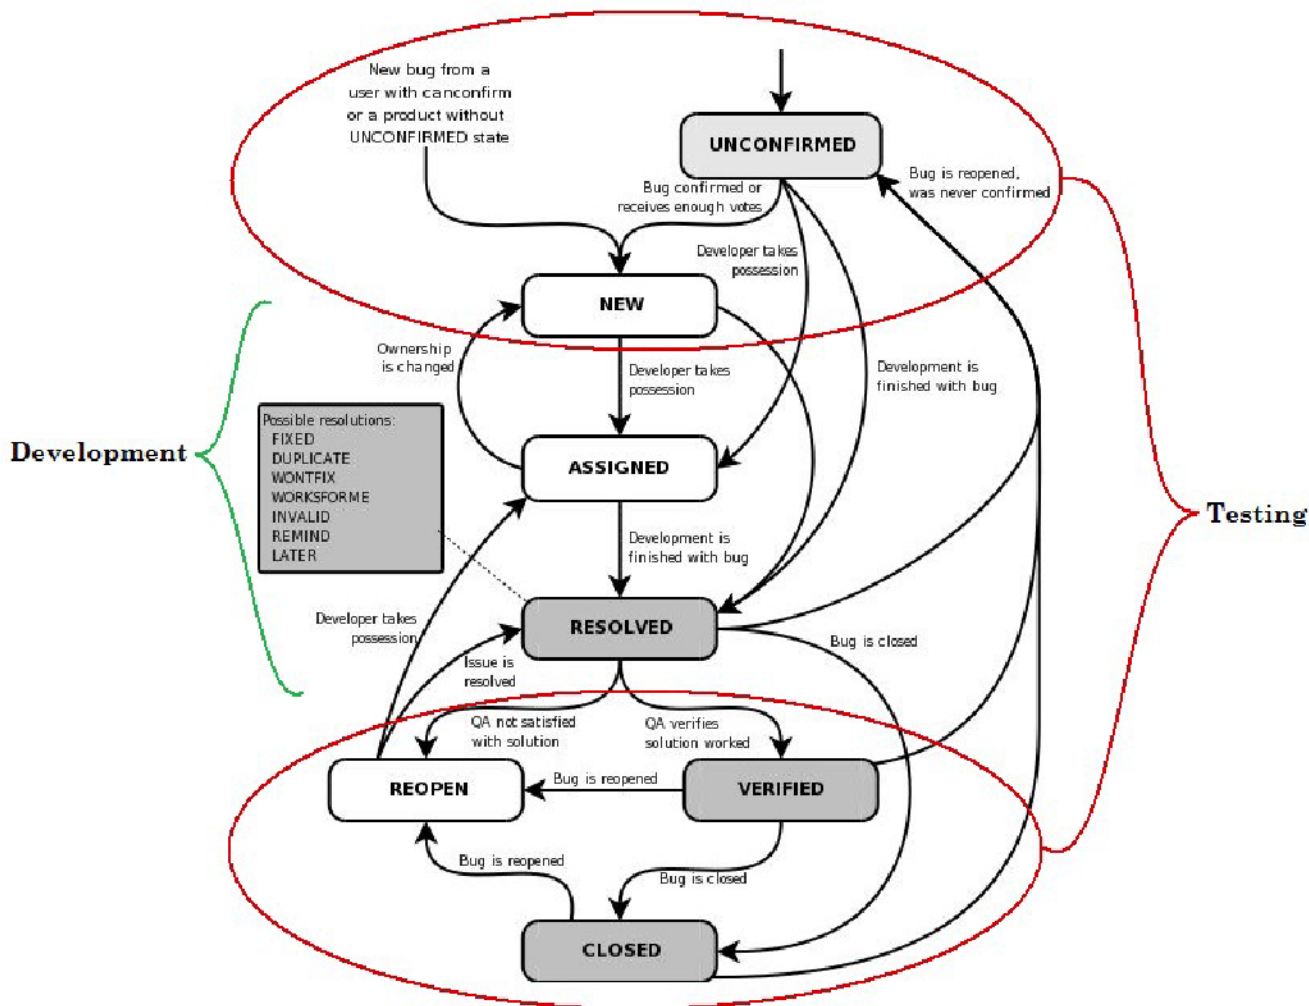 New bug from a
user with canconfirm
or a product without
UNCONFIRMED state
UNCONFIRMED
Bug is reopened,
was never confirmed
Bug confirmed or
receives enough votes
Developer takes
possession
NEW
Ownership
is changed
Developer takes
possession
Development is
finished with bug
Possible resolutions:
FIXED
DUPLICATE
WONTFIX
WORKSFORME
INVALID
REMIND
LATER
Development
ASSIGNED
Testing
Development is
finished with bug
Developer takes
possession
RESOLVED
Bug is closed
Issue is
resolved
QA not satisfied
with solution
QA verifies
solution worked
REOPEN
Bug is reopened
VERIFIED
Bug is reopened
Bug is closed
CLOSED